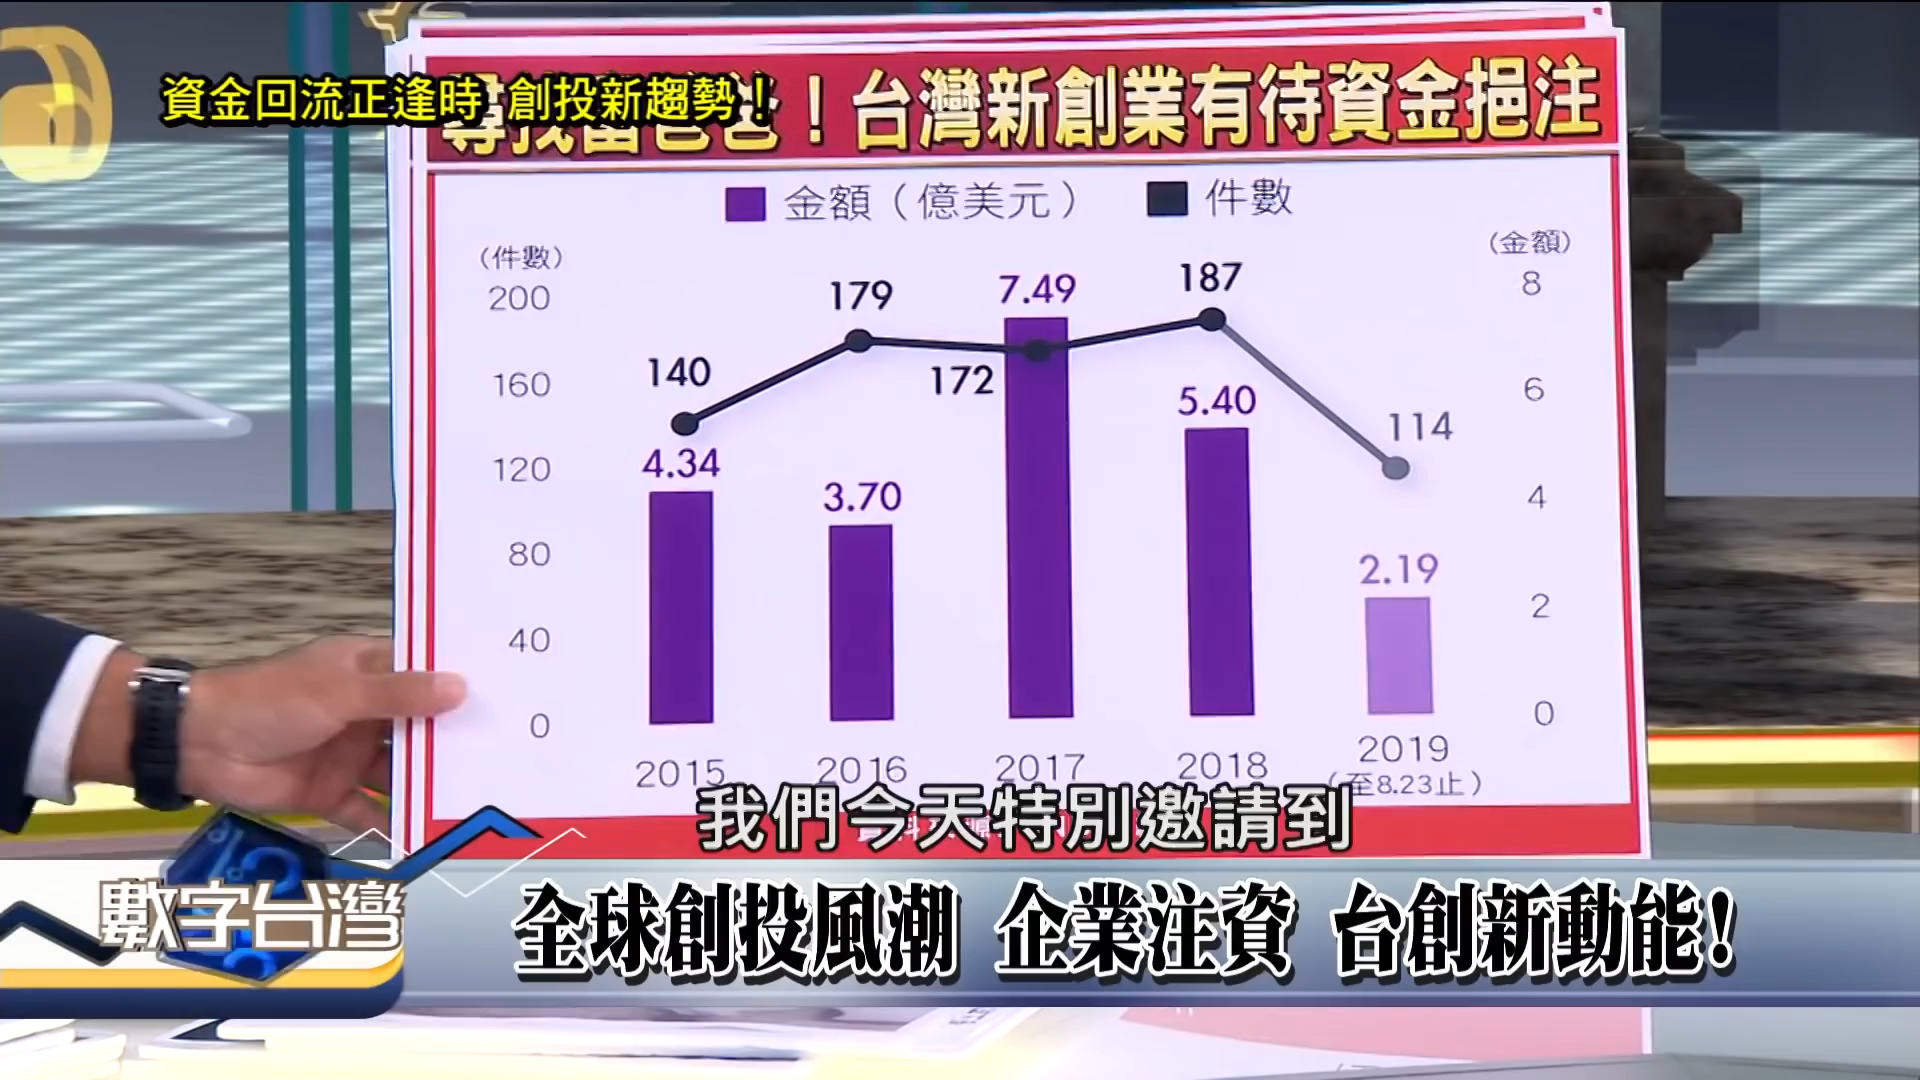 資金回流正逢時 創投新趨勢！
！台灣新創業有待資金挹注
金額（億美元） 件數
（件數） （金額）
200 179 7.49 187 8
160 140 172 5.40 114 6
120 4.34 3.70 4
80 2.19 2
40
0 0
2015 2016 2017 2018 2019
（至8.23止）
我們今天特別邀請到
數字台灣
全球創投風潮 企業注資 台創新動能！